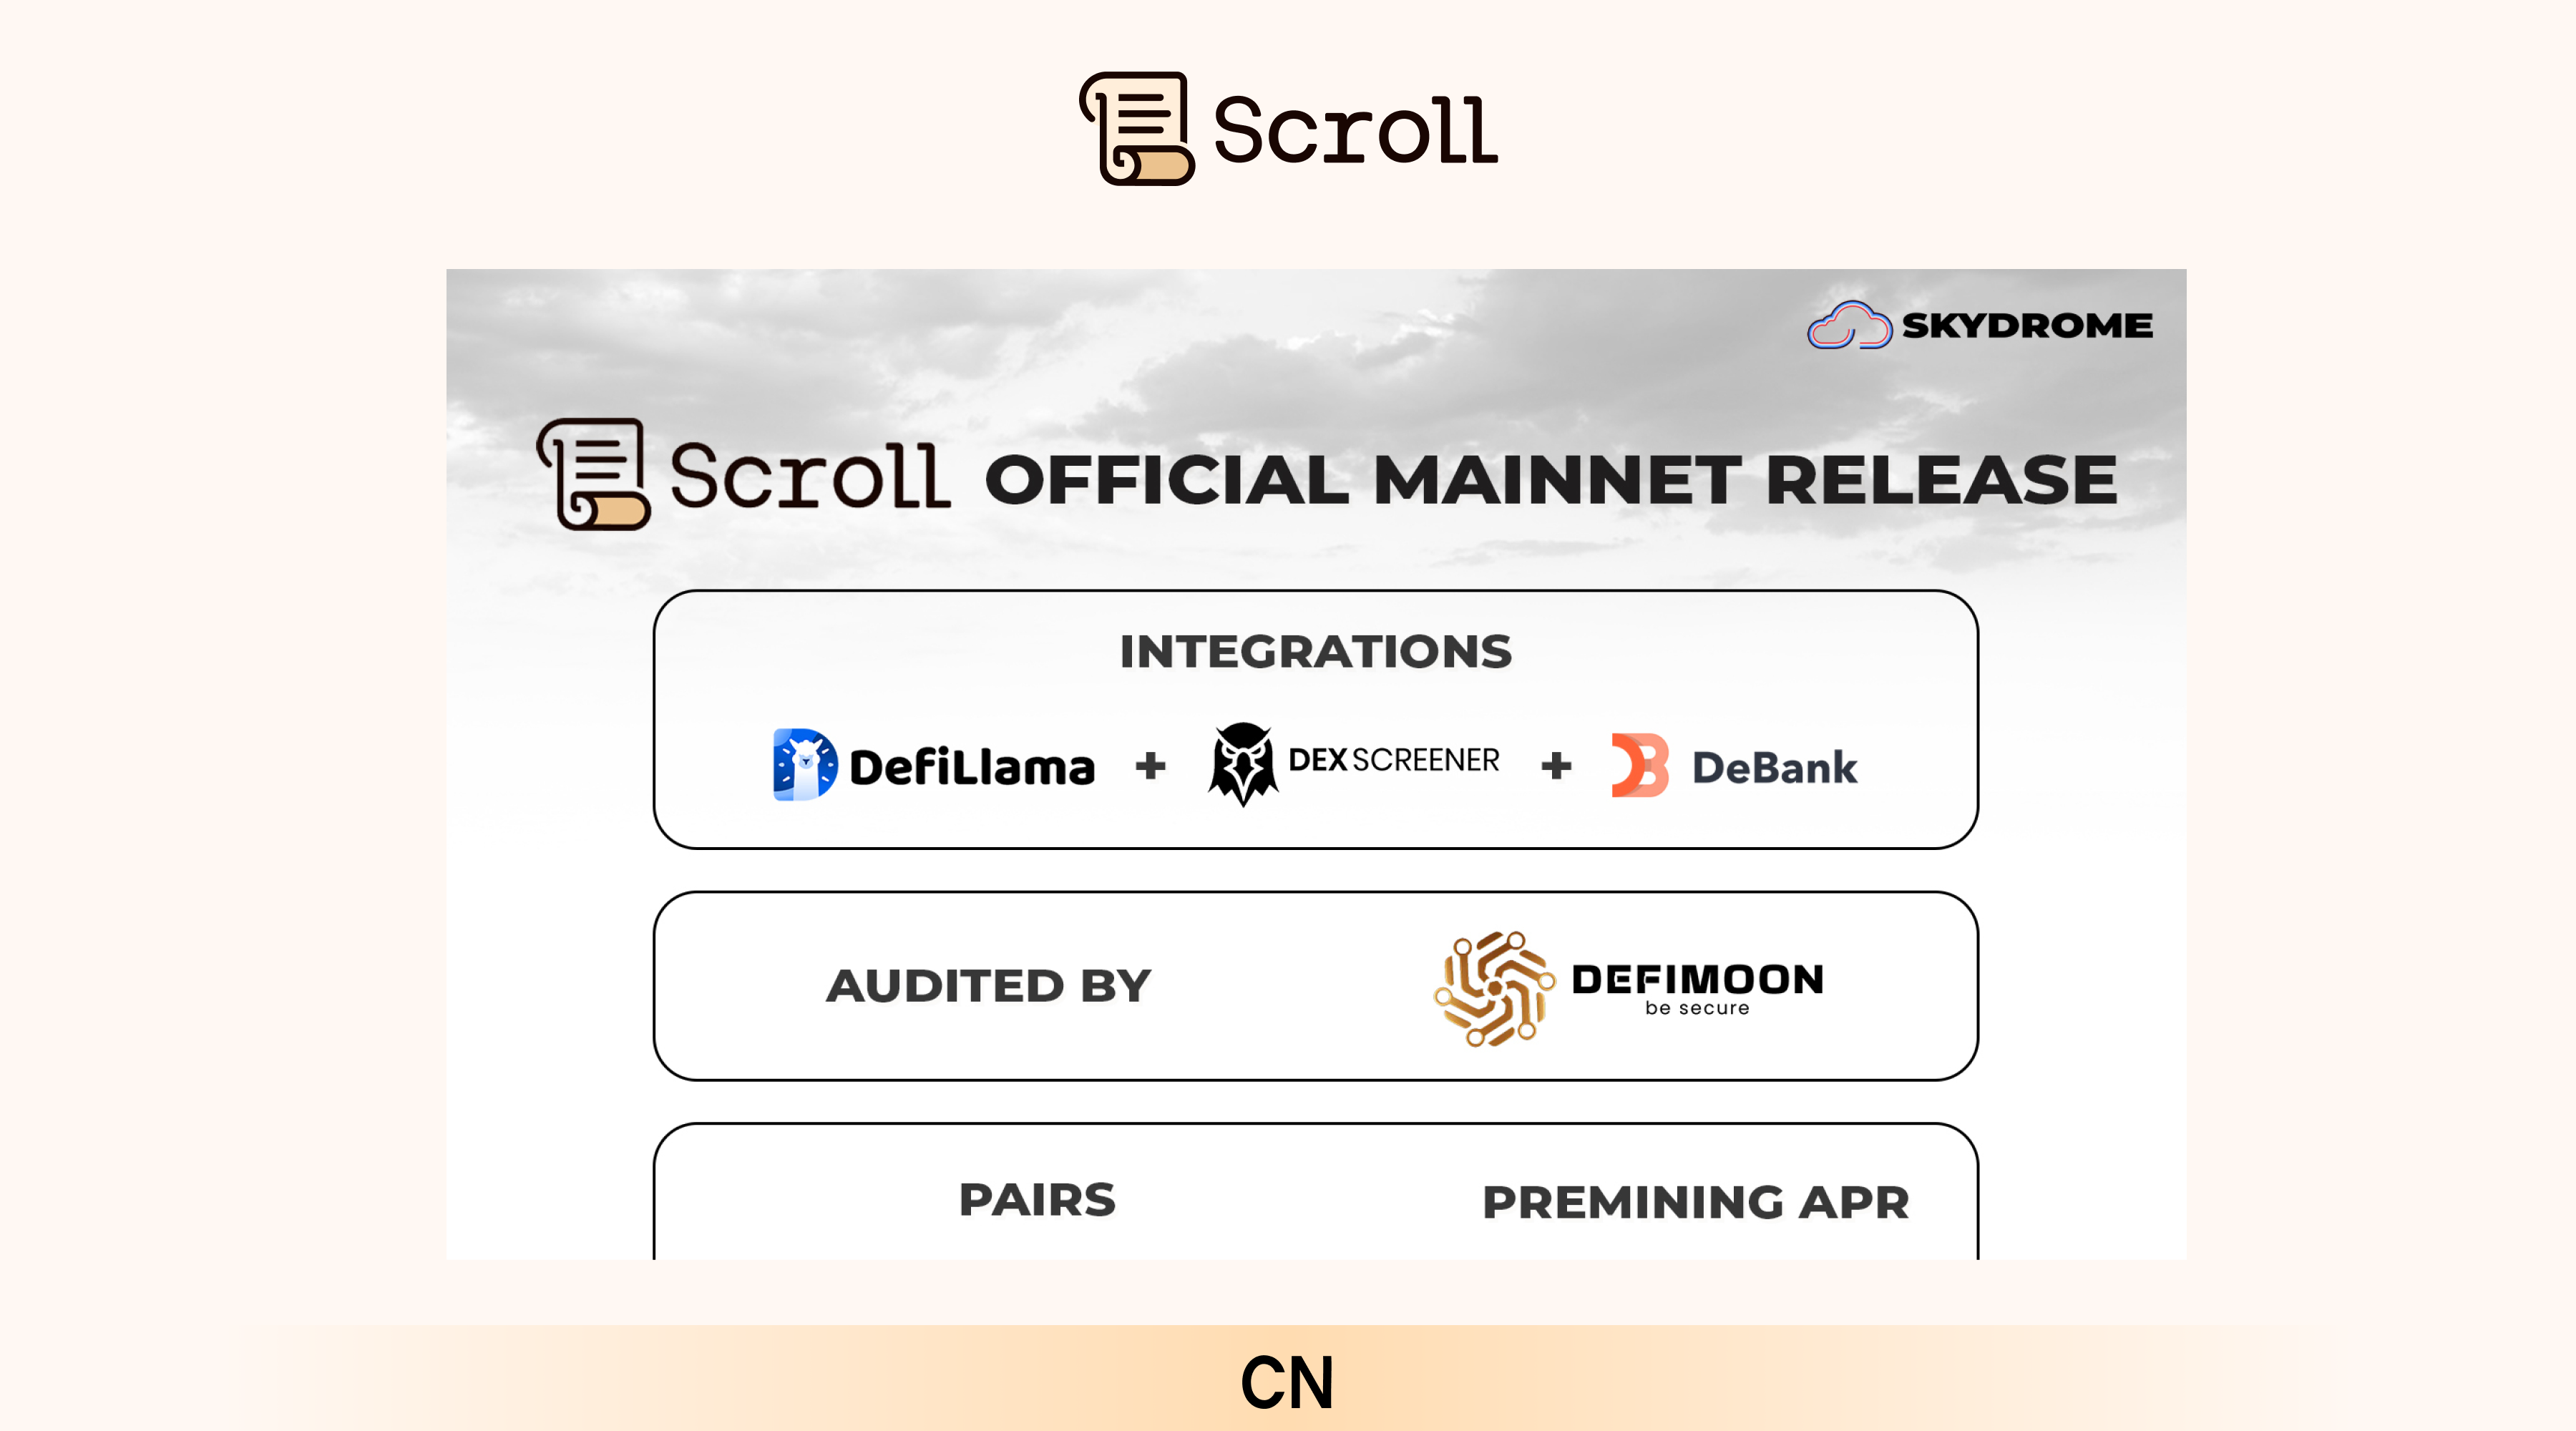 Scroll
SKYDROME
Scroll OFFICIAL MAINNET RELEASE
INTEGRATIONS
DefiLlama + DEX SCREENER + DeBank
AUDITED BY
DEFIMOON
be secure
PAIRS
PREMINING APR
CN